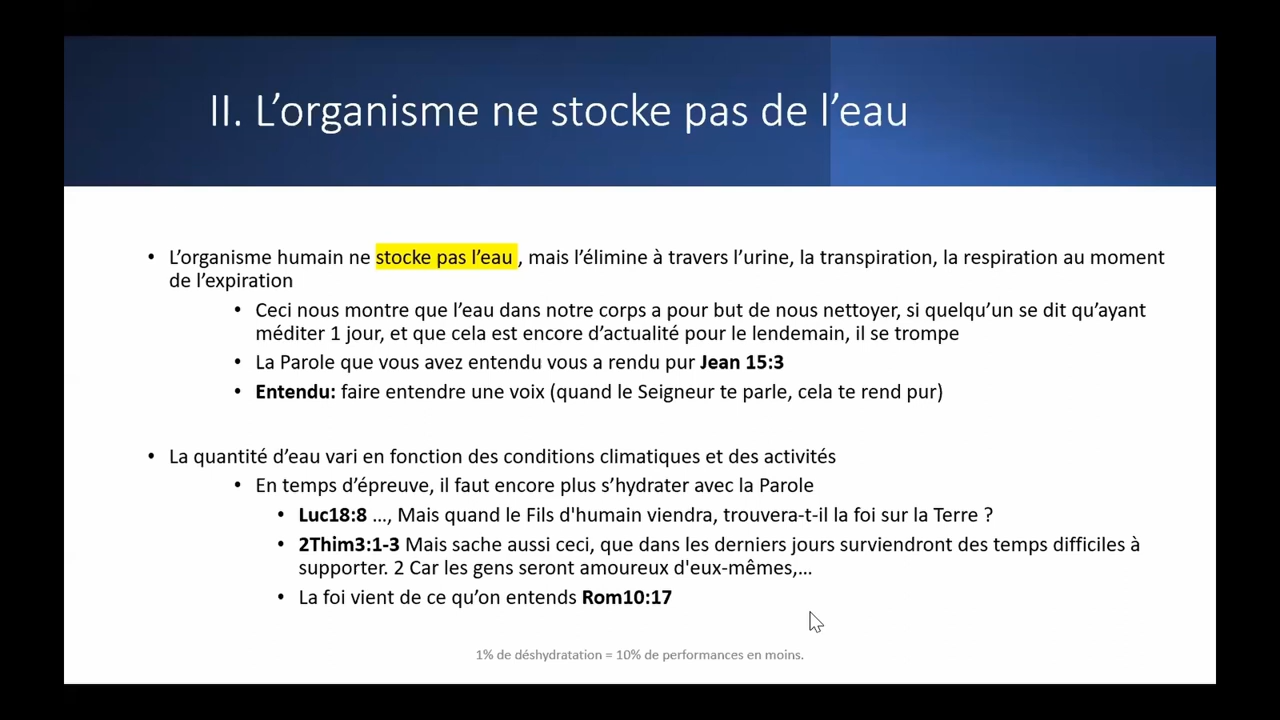 II. L’organisme ne stocke pas de l’eau
• L’organisme humain ne stocke pas l’eau , mais l’élimine à travers l’urine, la transpiration, la respiration au moment
de l’expiration
• Ceci nous montre que l’eau dans notre corps a pour but de nous nettoyer, si quelqu’un se dit qu’ayant
méditer 1 jour, et que cela est encore d’actualité pour le lendemain, il se trompe
• La Parole que vous avez entendu vous a rendu pur Jean 15:3
• Entendu: faire entendre une voix (quand le Seigneur te parle, cela te rend pur)
• La quantité d’eau vari en fonction des conditions climatiques et des activités
• En temps d’épreuve, il faut encore plus s’hydrater avec la Parole
• Luc18:8 …, Mais quand le Fils d'humain viendra, trouvera-t-il la foi sur la Terre ?
• 2Thim3:1-3 Mais sache aussi ceci, que dans les derniers jours surviendront des temps difficiles à
supporter. 2 Car les gens seront amoureux d'eux-mêmes,…
• La foi vient de ce qu’on entends Rom10:17
1% de déshydratation = 10% de performances en moins.